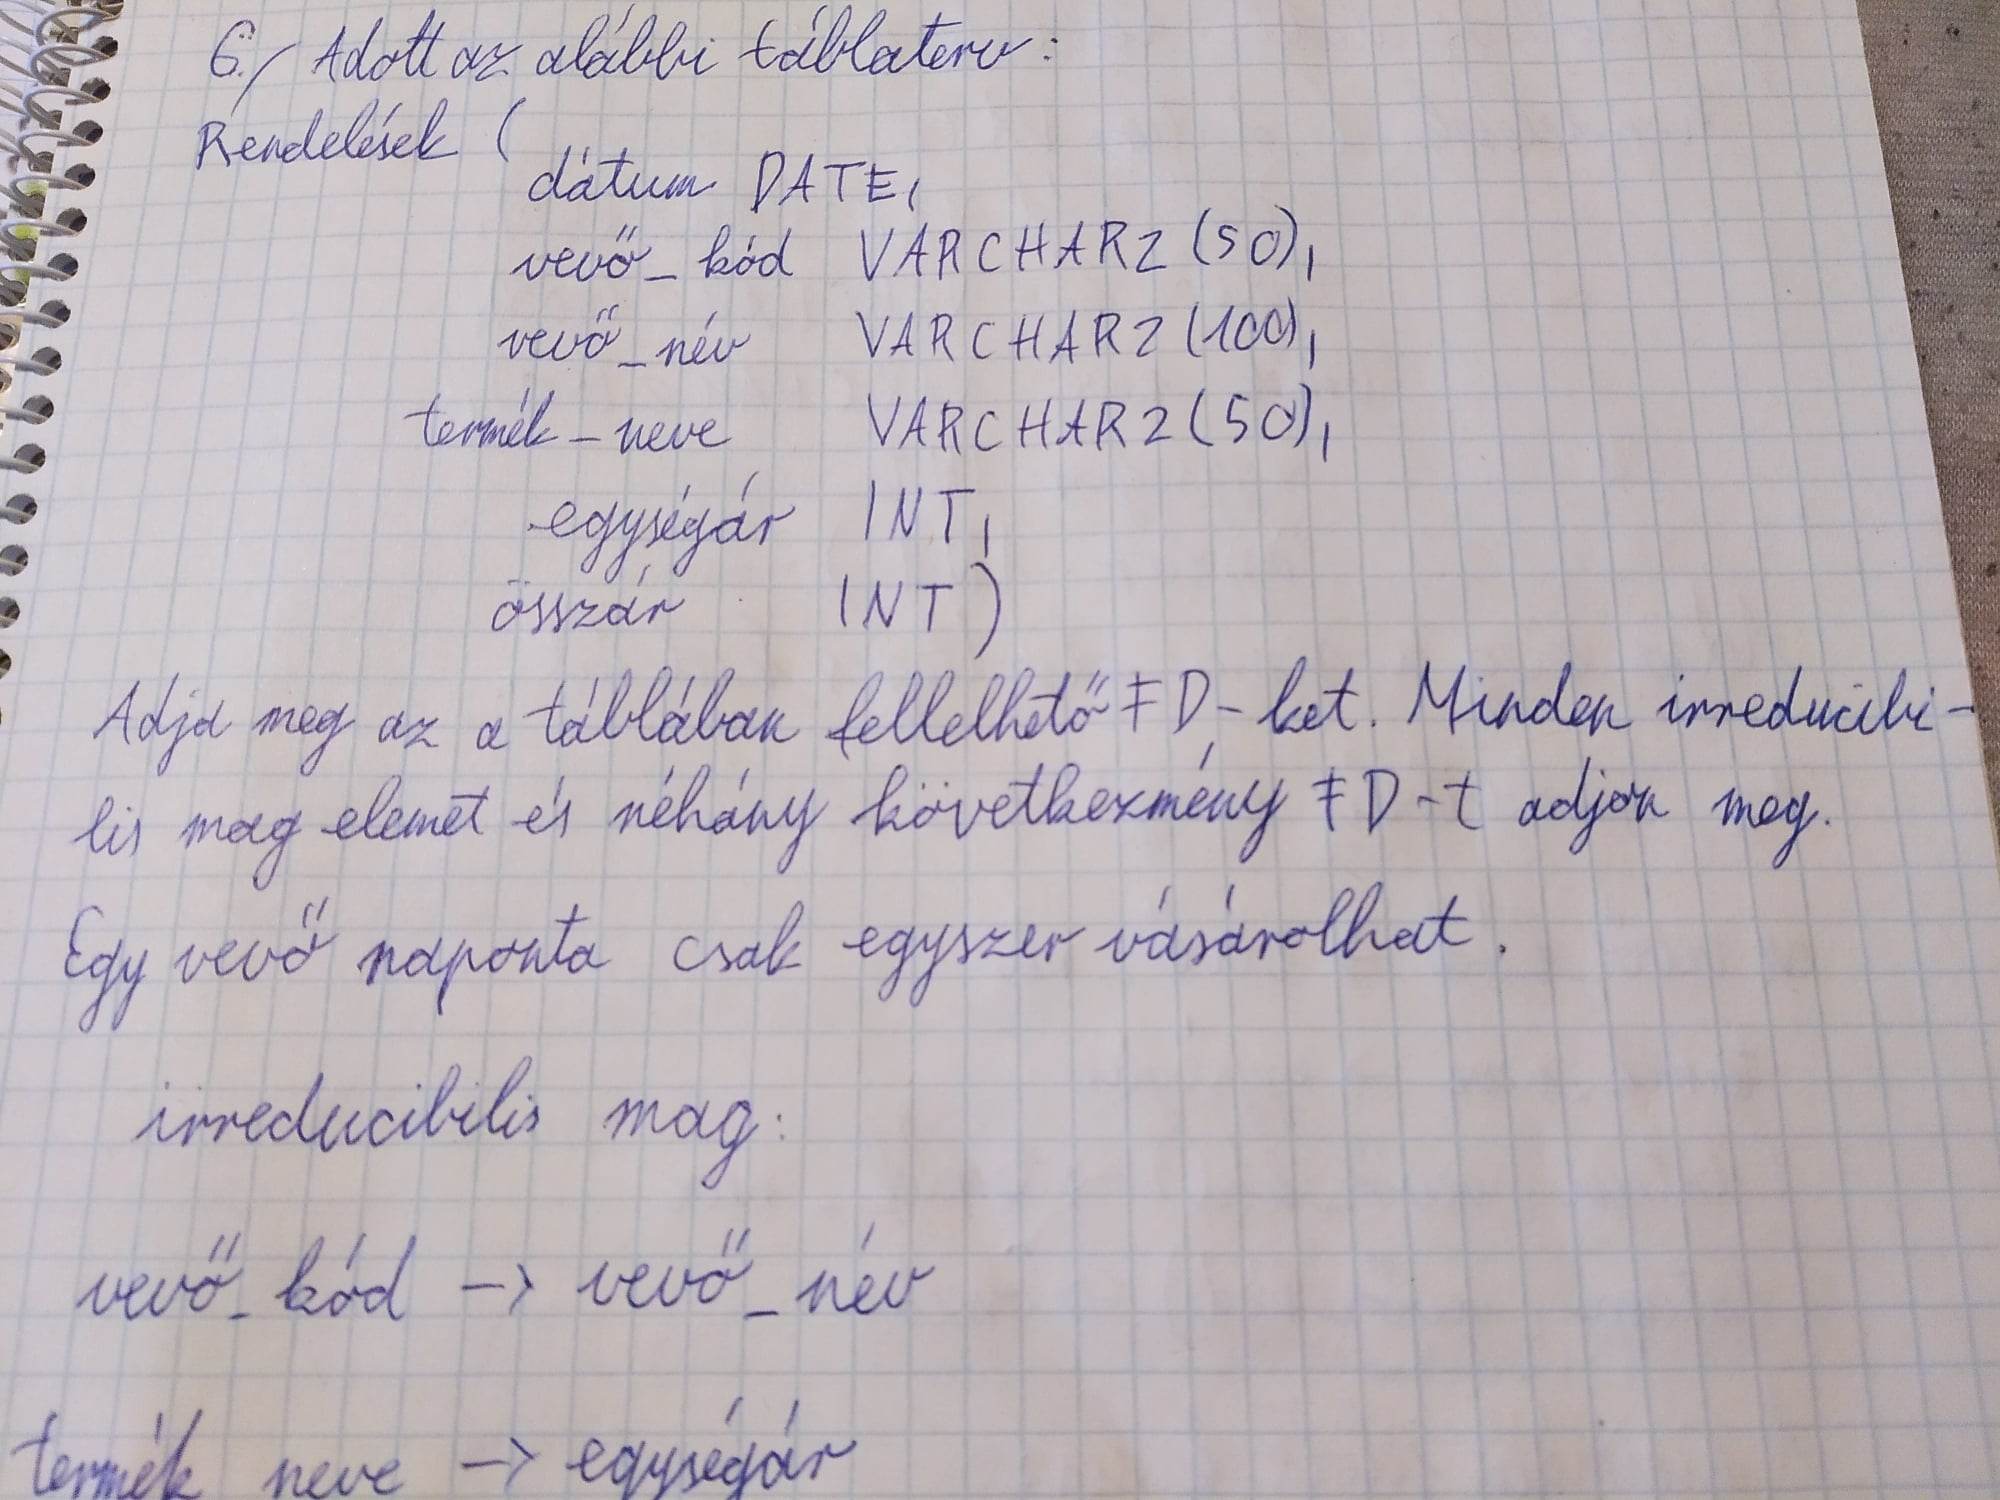 6./ Adott az alábbi táblaterv:
Rendelések (
dátum DATE,
vevő_kód VARCHAR2(50),
vevő_név VARCHAR2(100),
termék_neve VARCHAR2(50),
egységár INT,
összár INT)
Adja meg az a táblában fellelhető FD-ket. Minden irreducibi-
lis mag elemet és néhány következmény FD-t adjon meg.
Egy vevő naponta csak egyszer vásárolhat.
irreducibilis mag:
vevő_kód -> vevő_név
termék neve -> egységár